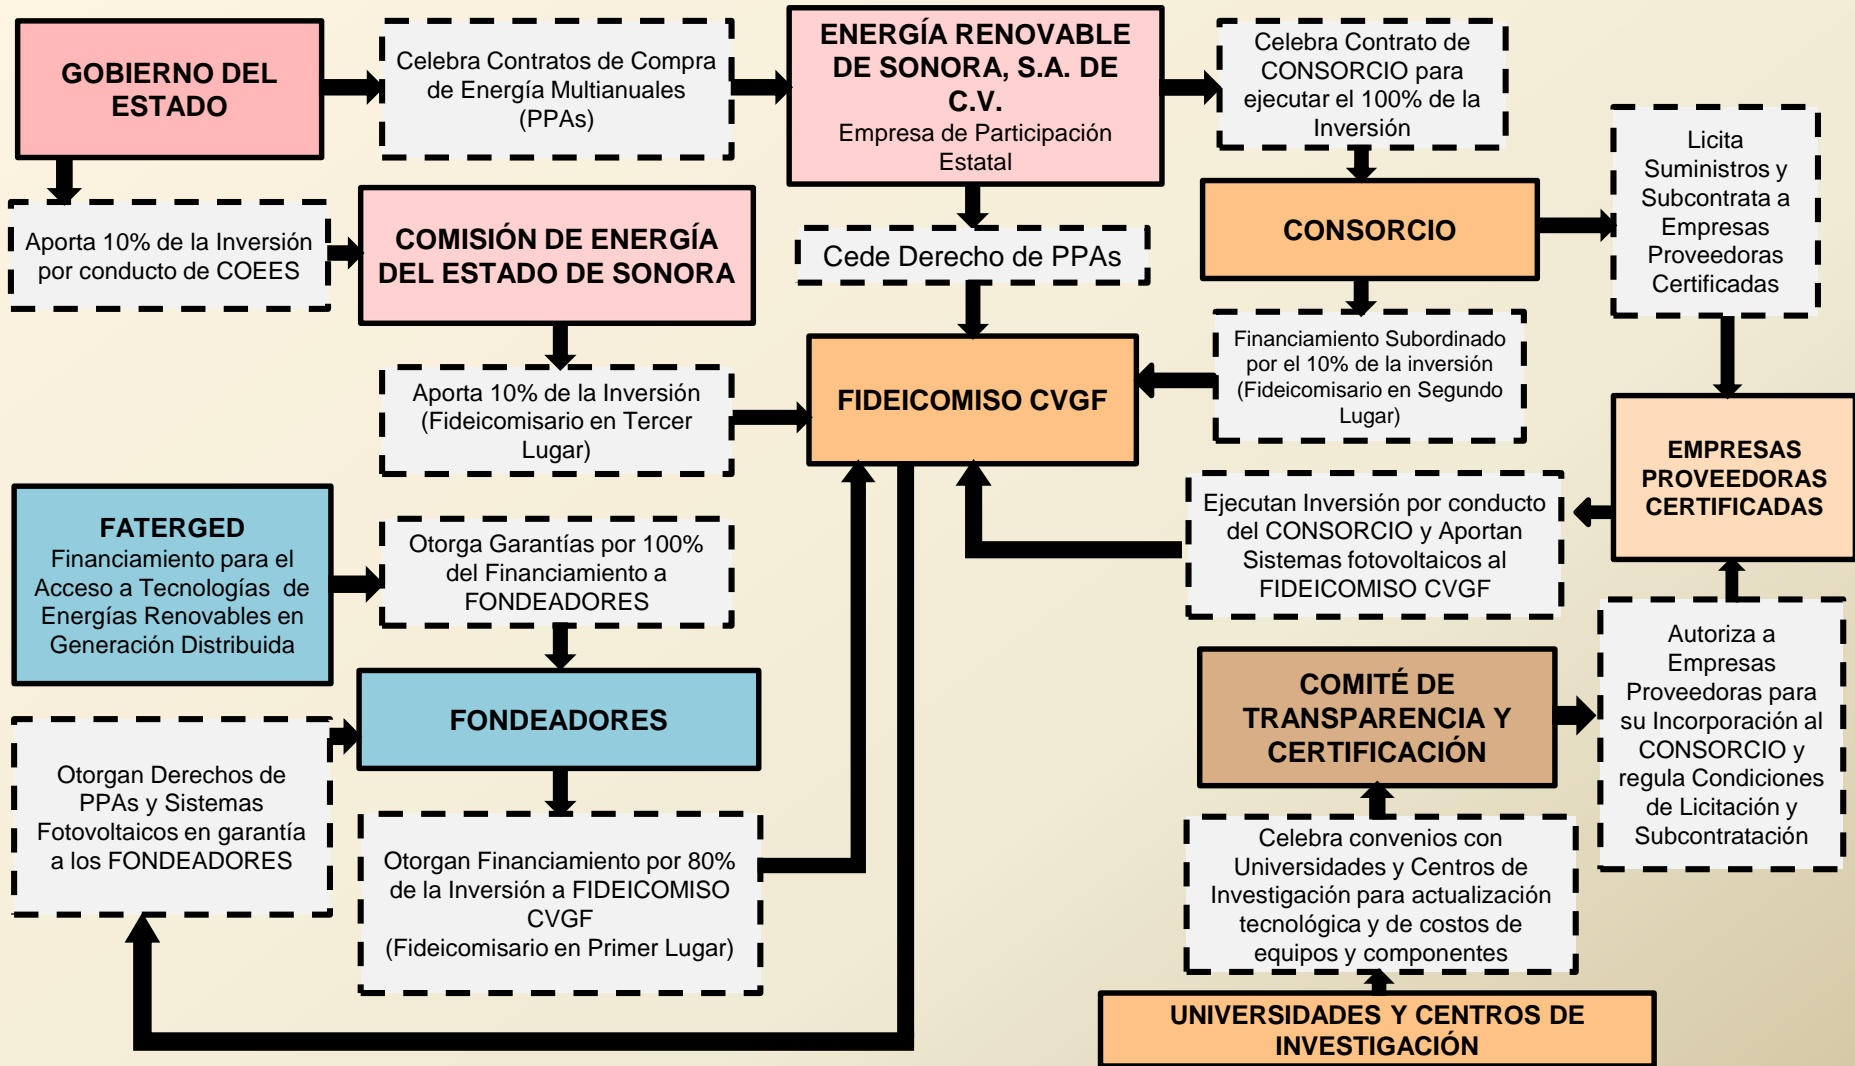 GOBIERNO DEL
ESTADO
Celebra Contratos de Compra
de Energía Multianuales
(PPAs)
ENERGÍA RENOVABLE
DE SONORA, S.A. DE
C.V.
Empresa de Participación
Estatal
Celebra Contrato de
CONSORCIO para
ejecutar el 100% de la
Inversión
Licita
Suministros y
Subcontrata a
Empresas
Proveedoras
Certificadas
Aporta 10% de la Inversión
por conducto de COEES
COMISIÓN DE ENERGÍA
DEL ESTADO DE SONORA
Cede Derecho de PPAs
CONSORCIO
Aporta 10% de la Inversión
(Fideicomisario en Tercer
Lugar)
FIDEICOMISO CVGF
Financiamiento Subordinado
por el 10% de la inversión
(Fideicomisario en Segundo
Lugar)
EMPRESAS
PROVEEDORAS
CERTIFICADAS
FATERGED
Financiamiento para el
Acceso a Tecnologías de
Energías Renovables en
Generación Distribuida
Otorga Garantías por 100%
del Financiamiento a
FONDEADORES
Ejecutan Inversión por conducto
del CONSORCIO y Aportan
Sistemas fotovoltaicos al
FIDEICOMISO CVGF
FONDEADORES
COMITÉ DE
TRANSPARENCIA Y
CERTIFICACIÓN
Autoriza a
Empresas
Proveedoras para
su Incorporación al
CONSORCIO y
regula Condiciones
de Licitación y
Subcontratación
Otorgan Derechos de
PPAs y Sistemas
Fotovoltaicos en garantía
a los FONDEADORES
Otorgan Financiamiento por 80%
de la Inversión a FIDEICOMISO
CVGF
(Fideicomisario en Primer Lugar)
Celebra convenios con
Universidades y Centros de
Investigación para actualización
tecnológica y de costos de
equipos y componentes
UNIVERSIDADES Y CENTROS DE
INVESTIGACIÓN